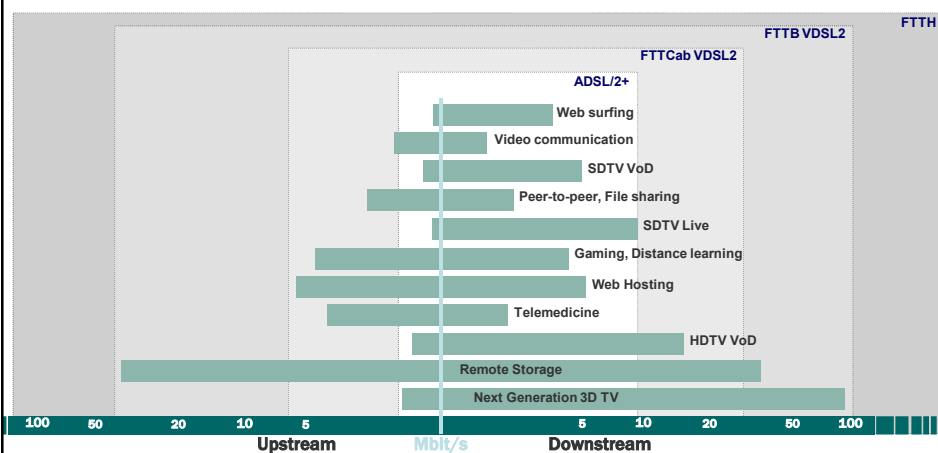 FTTH
FTTB VDSL2
FTTCab VDSL2
ADSL/2+
Web surfing
Video communication
SDTV VoD
Peer-to-peer, File sharing
SDTV Live
Gaming, Distance learning
Web Hosting
Telemedicine
HDTV VoD
Remote Storage
Next Generation 3D TV
100 50 20 10 5 5 10 20 50 100
Upstream Mbit/s Downstream